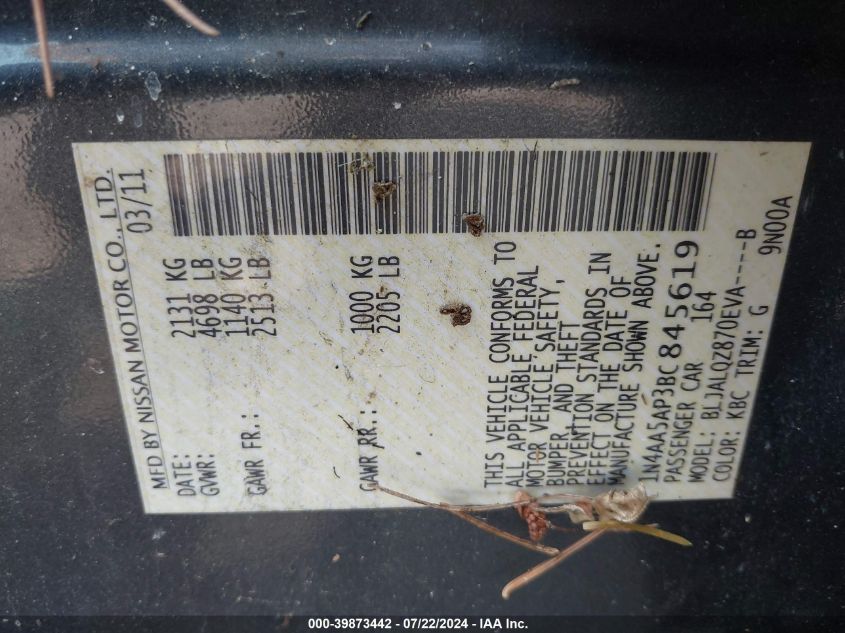 MFD BY NISSAN MOTOR CO., LTD.
DATE: 03/11
GVWR: 2131 KG
4698 LB
GAWR FR.: 1140 KG
2513 LB
GAWR RR.: 1000 KG
2205 LB
THIS VEHICLE CONFORMS TO
ALL APPLICABLE FEDERAL
MOTOR VEHICLE SAFETY,
BUMPER, AND THEFT
PREVENTION STANDARDS IN
EFFECT ON THE DATE OF
MANUFACTURE SHOWN ABOVE.
1N4AA5AP3BC845619
PASSENGER CAR 164
MODEL: BLJALQZ870EVA----B
COLOR: KBC TRIM: G 9N00A
000-39873442 - 07/22/2024 - IAA Inc.